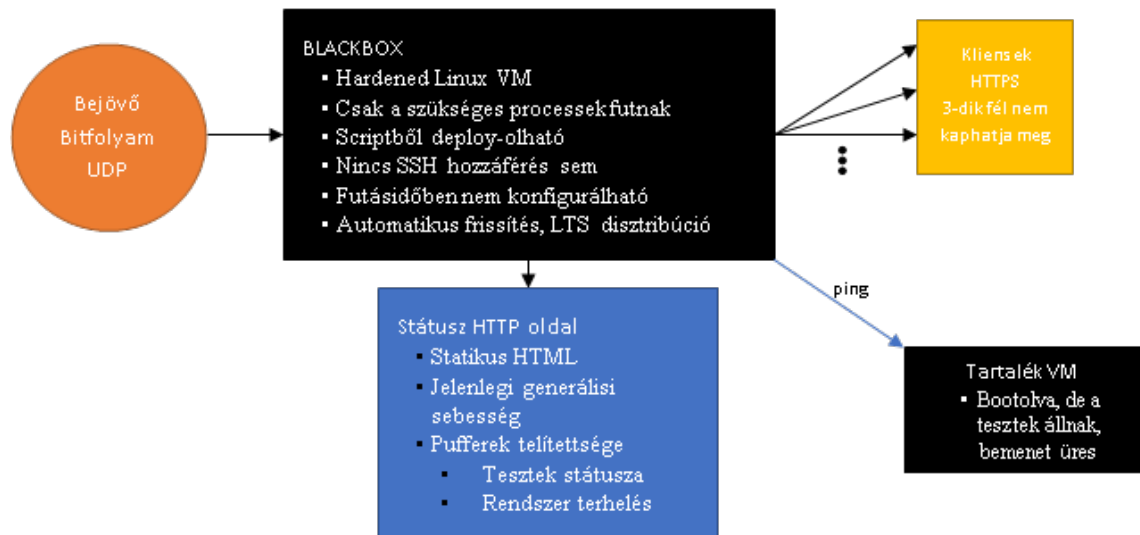 Bejövő
Bitfolyam
UDP
BLACKBOX
▪ Hardened Linux VM
▪ Csak a szükséges processek futnak
▪ Scriptből deploy-olható
▪ Nincs SSH hozzáférés sem
▪ Futásidőben nem konfigurálható
▪ Automatikus frissítés, LTS disztribúció
Kliensek
HTTPS
3-dik fél nem
kaphatja meg
Státusz HTTP oldal
▪ Statikus HTML
▪ Jelenlegi generálisi
sebesség
▪ Pufferek telítettsége
▪ Tesztek státusza
▪ Rendszer terhelés
ping
Tartalék VM
▪ Bootolva, de a
tesztek állnak,
bemenet üres